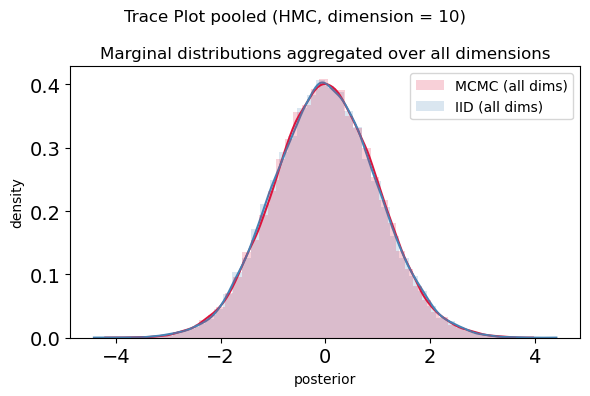 Trace Plot pooled (HMC, dimension = 10)
Marginal distributions aggregated over all dimensions
MCMC (all dims)
IID (all dims)
density
0.4
0.3
0.2
0.1
0.0
−4 −2 0 2 4
posterior